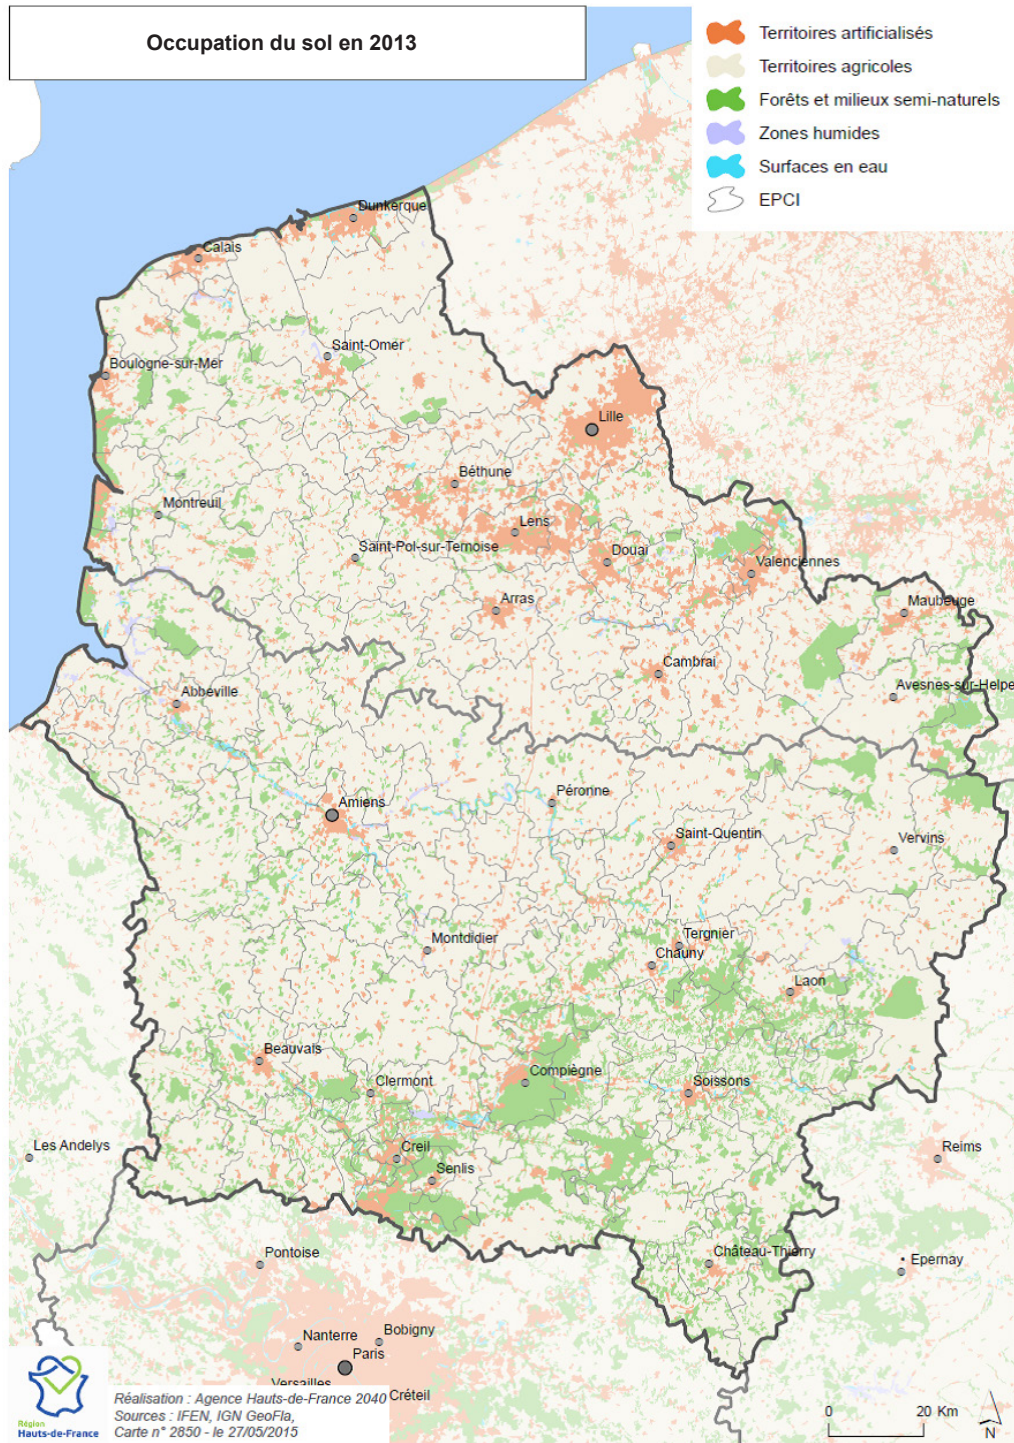 Occupation du sol en 2013
Territoires artificialisés
Territoires agricoles
Forêts et milieux semi-naturels
Zones humides
Surfaces en eau
EPCI
Dunkerque
Calais
Saint-Omer
Boulogne-sur-Mer
Lille
Béthune
Montreuil
Lens
Saint-Pol-sur-Ternoise
Douai
Valenciennes
Arras
Maubeuge
Cambrai
Abbeville
Avesnes-sur-Helpe
Péronne
Amiens
Saint-Quentin
Vervins
Tergnier
Montdidier
Chauny
Laon
Beauvais
Compiègne
Clermont
Soissons
Les Andelys
Creil
Reims
Senlis
Pontoise
Château-Thierry
Epernay
Nanterre
Bobigny
Paris
Versailles
Créteil
Région
Hauts-de-France
Réalisation : Agence Hauts-de-France 2040
Sources : IFEN, IGN GeoFla,
Carte n° 2850 - le 27/05/2015
0 20 Km
N